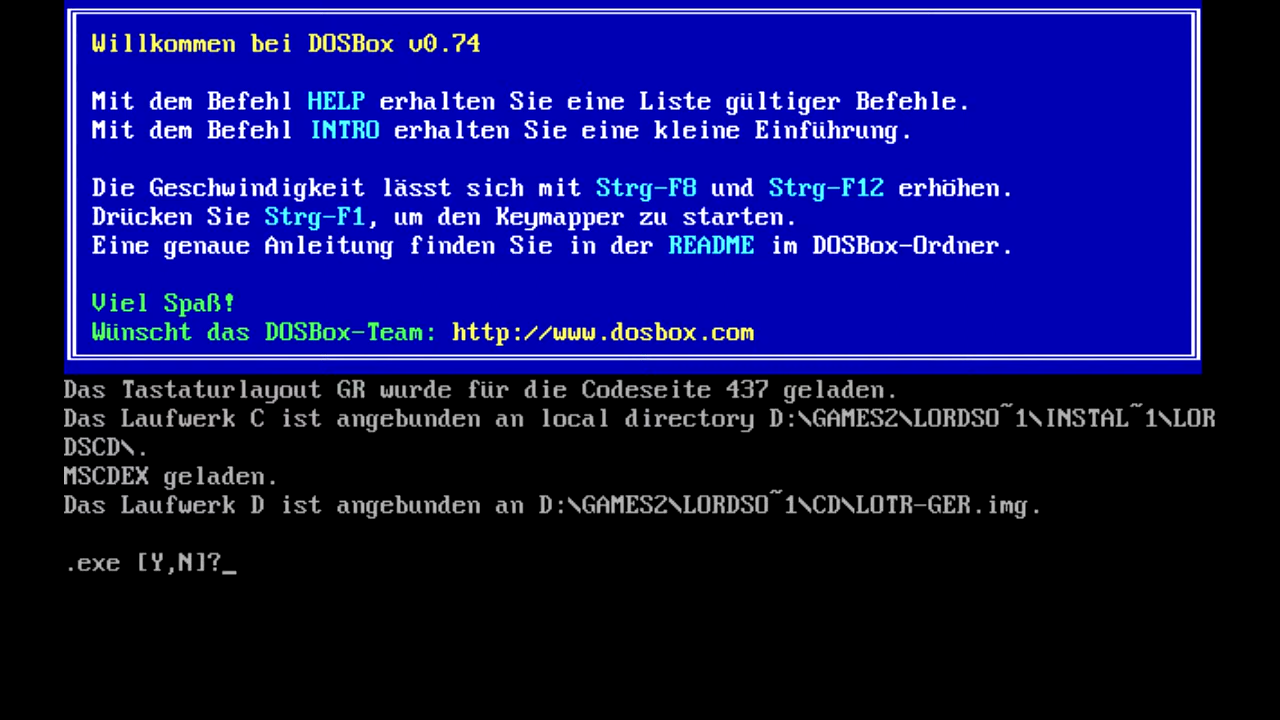 Willkommen bei DOSBox v0.74
Mit dem Befehl HELP erhalten Sie eine Liste gültiger Befehle.
Mit dem Befehl INTRO erhalten Sie eine kleine Einführung.
Die Geschwindigkeit lässt sich mit Strg-F8 und Strg-F12 erhöhen.
Drücken Sie Strg-F1, um den Keymapper zu starten.
Eine genaue Anleitung finden Sie in der README im DOSBox-Ordner.
Viel Spaß!
Wünscht das DOSBox-Team: http://www.dosbox.com
Das Tastaturlayout GR wurde für die Codeseite 437 geladen.
Das Laufwerk C ist angebunden an local directory D:\GAMES2\LORDSO~1\INSTAL~1\LOR
DSCD\.
MSCDEX geladen.
Das Laufwerk D ist angebunden an D:\GAMES2\LORDSO~1\CD\LOTR-GER.img.
.exe [Y,N]?_